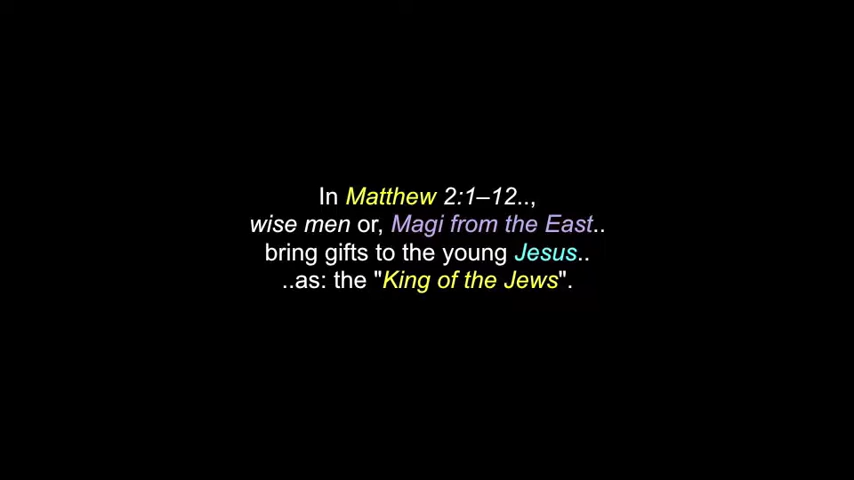 In Matthew 2:1–12..,
wise men or, Magi from the East..
bring gifts to the young Jesus..
..as: the "King of the Jews".